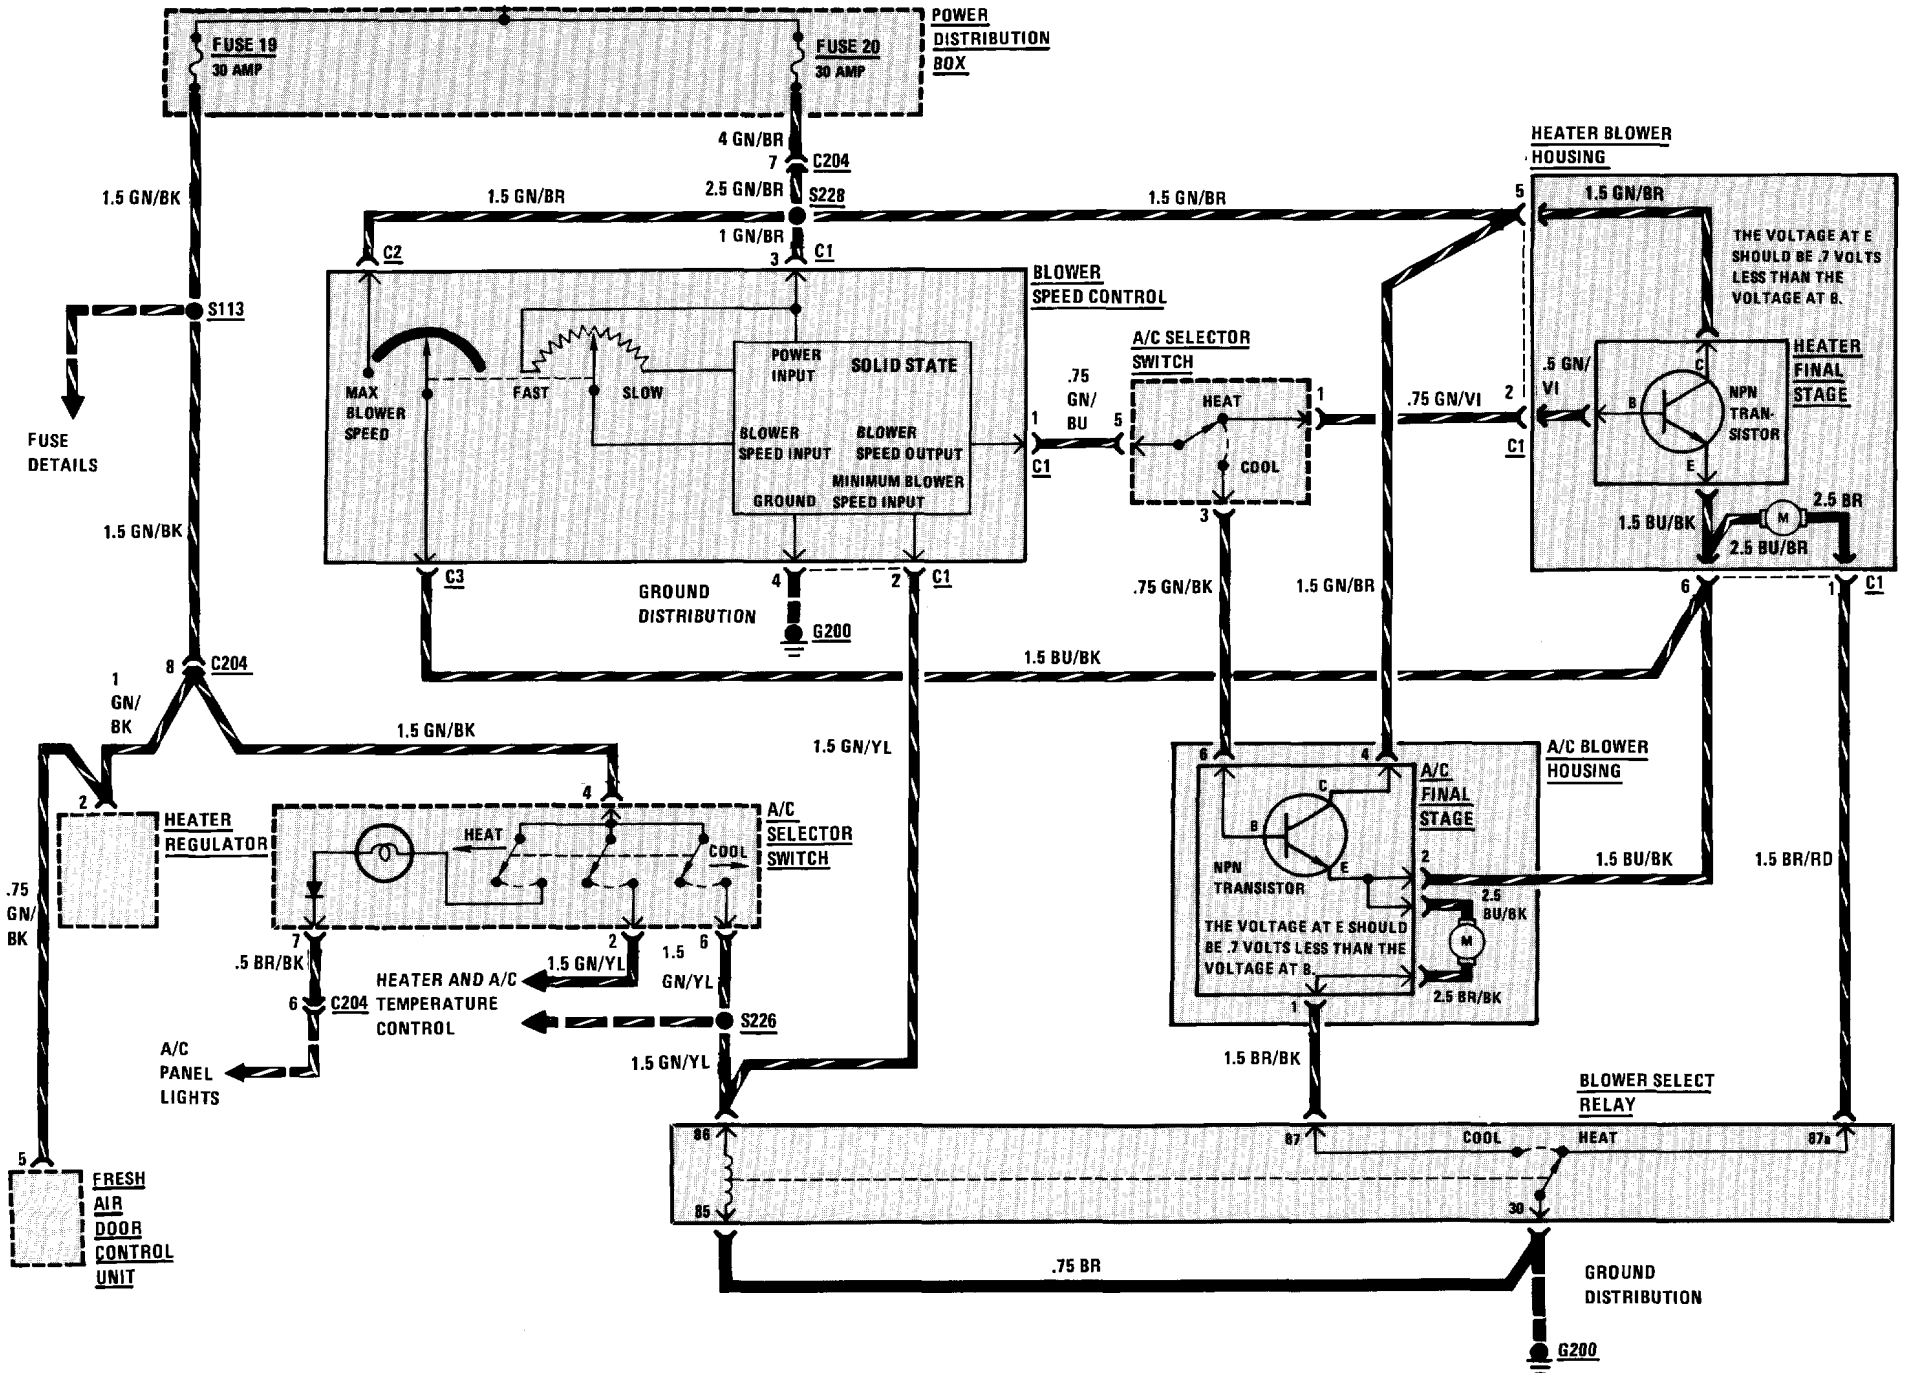 POWER
DISTRIBUTION
BOX
FUSE 19
30 AMP
FUSE 20
30 AMP
4 GN/BR
7 C204
2.5 GN/BR
S228
1 GN/BR
3 C1
1.5 GN/BR
C2
1.5 GN/BR
5
1.5 GN/BK
S113
FUSE
DETAILS
1.5 GN/BK
BLOWER
SPEED CONTROL
MAX
BLOWER
SPEED
FAST
SLOW
POWER
INPUT
SOLID STATE
BLOWER
SPEED INPUT
BLOWER
SPEED OUTPUT
GROUND
MINIMUM BLOWER
SPEED INPUT
1
C1
.75
GN/
BU
5
A/C SELECTOR
SWITCH
HEAT
COOL
1
3
.75 GN/VI
2
C1
HEATER BLOWER
HOUSING
1.5 GN/BR
THE VOLTAGE AT E
SHOULD BE .7 VOLTS
LESS THAN THE
VOLTAGE AT B.
HEATER
FINAL
STAGE
.5 GN/
VI
B
C
E
NPN
TRAN-
SISTOR
1.5 BU/BK
M
2.5 BR
2.5 BU/BR
6
1
C1
C3
GROUND
DISTRIBUTION
4
G200
2
C1
.75 GN/BK
1.5 GN/BR
1.5 BU/BK
8 C204
1
GN/
BK
1.5 GN/BK
1.5 GN/YL
2
HEATER
REGULATOR
.75
GN/
BK
4
A/C
SELECTOR
SWITCH
HEAT
COOL
7
2
6
.5 BR/BK
6 C204
A/C
PANEL
LIGHTS
1.5 GN/YL
1.5
GN/YL
HEATER AND A/C
TEMPERATURE
CONTROL
S226
1.5 GN/YL
A/C BLOWER
HOUSING
6
4
A/C
FINAL
STAGE
C
B
E
NPN
TRANSISTOR
THE VOLTAGE AT E SHOULD
BE .7 VOLTS LESS THAN THE
VOLTAGE AT B.
2
1.5 BU/BK
2.5
BU/BK
M
2.5 BR/BK
1
1.5 BR/BK
1.5 BR/RD
BLOWER SELECT
RELAY
86
85
87
COOL
HEAT
87a
30
.75 BR
GROUND
DISTRIBUTION
G200
5
FRESH
AIR
DOOR
CONTROL
UNIT